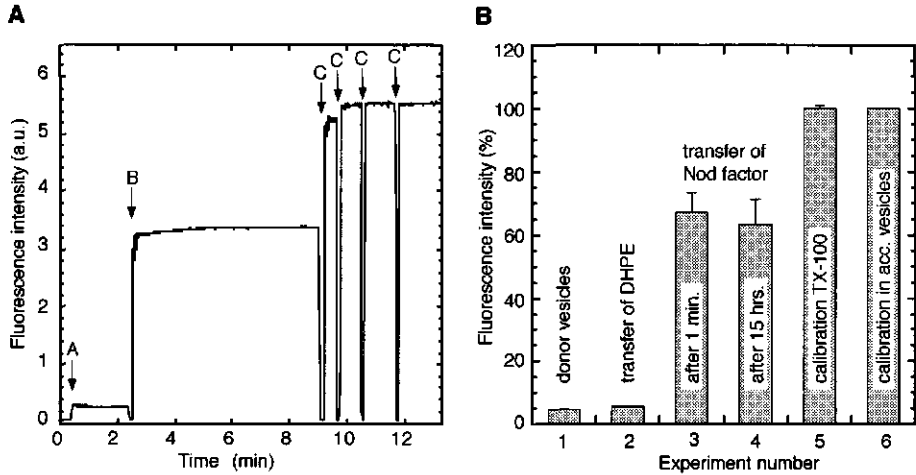 A
Fluorescence intensity (a.u.)
6
5
4
3
2
1
0
A
B
C C C C
0 2 4 6 8 10 12
Time (min)
B
Fluorescence intensity (%)
120
100
80
60
40
20
0
donor vesicles
transfer of DHPE
transfer of
Nod factor
after 1 min.
after 15 hrs.
calibration TX-100
calibration in acc. vesicles
1 2 3 4 5 6
Experiment number